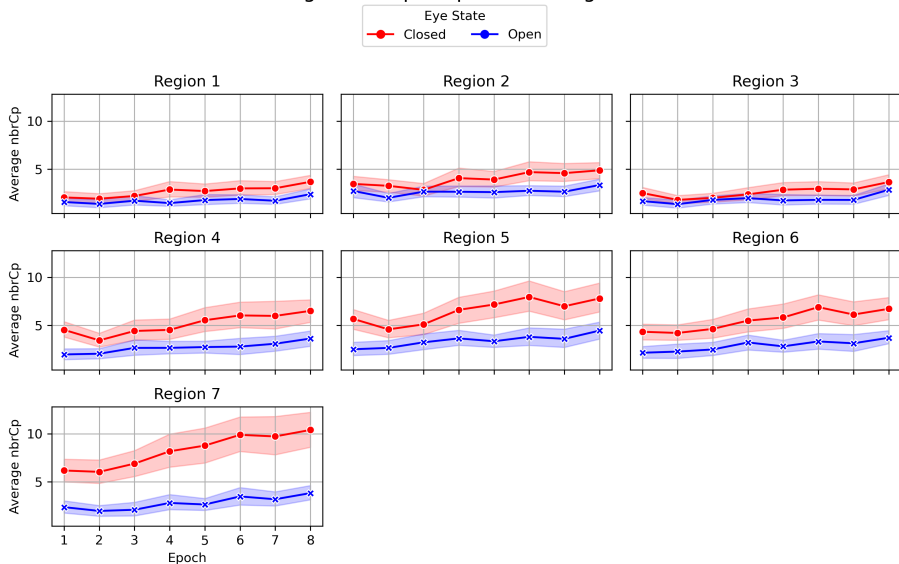 Eye State
Closed Open
Region 1
Region 2
Region 3
Average nbrCp
10
5
Region 4
Region 5
Region 6
Average nbrCp
10
5
Region 7
Average nbrCp
10
5
1 2 3 4 5 6 7 8
Epoch